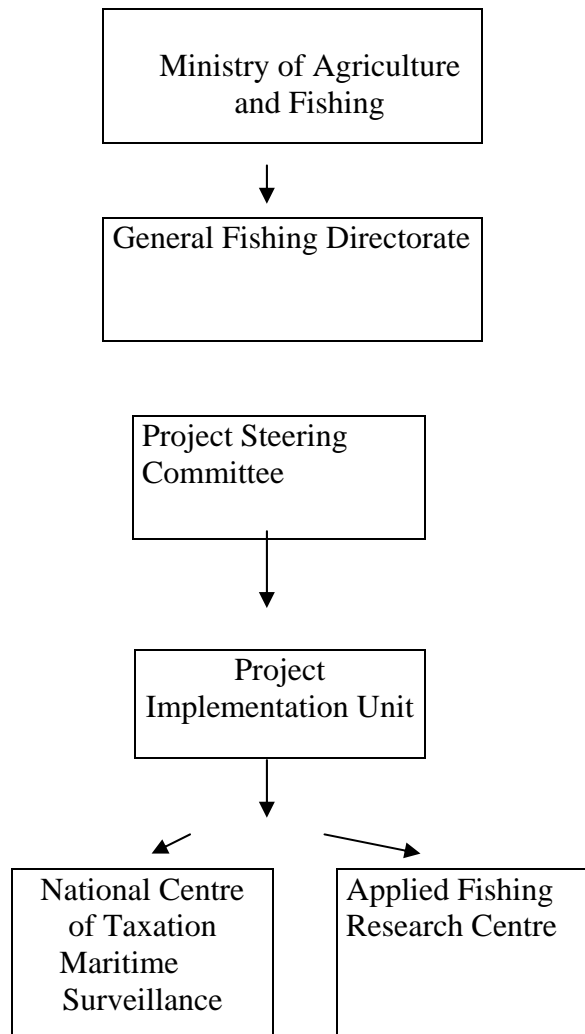 Ministry of Agriculture
and Fishing
General Fishing Directorate
Project Steering
Committee
Project
Implementation Unit
National Centre
of Taxation
Maritime
Surveillance
Applied Fishing
Research Centre